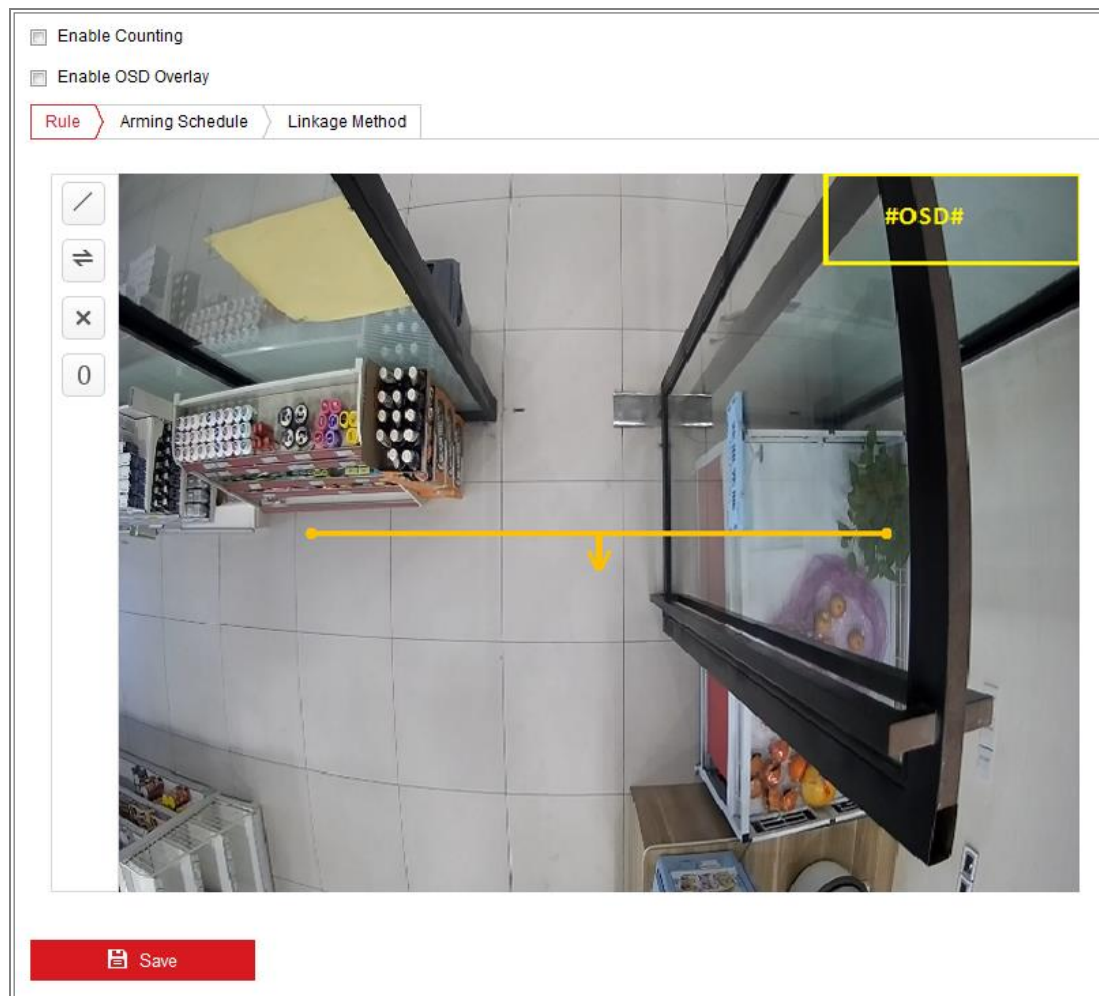 Enable Counting
Enable OSD Overlay
Rule Arming Schedule Linkage Method
#OSD#
0
Save